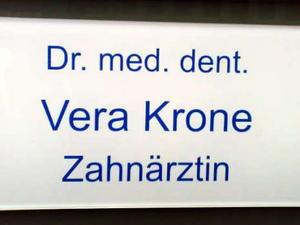 Dr. med. dent.
Vera Krone
Zahnärztin